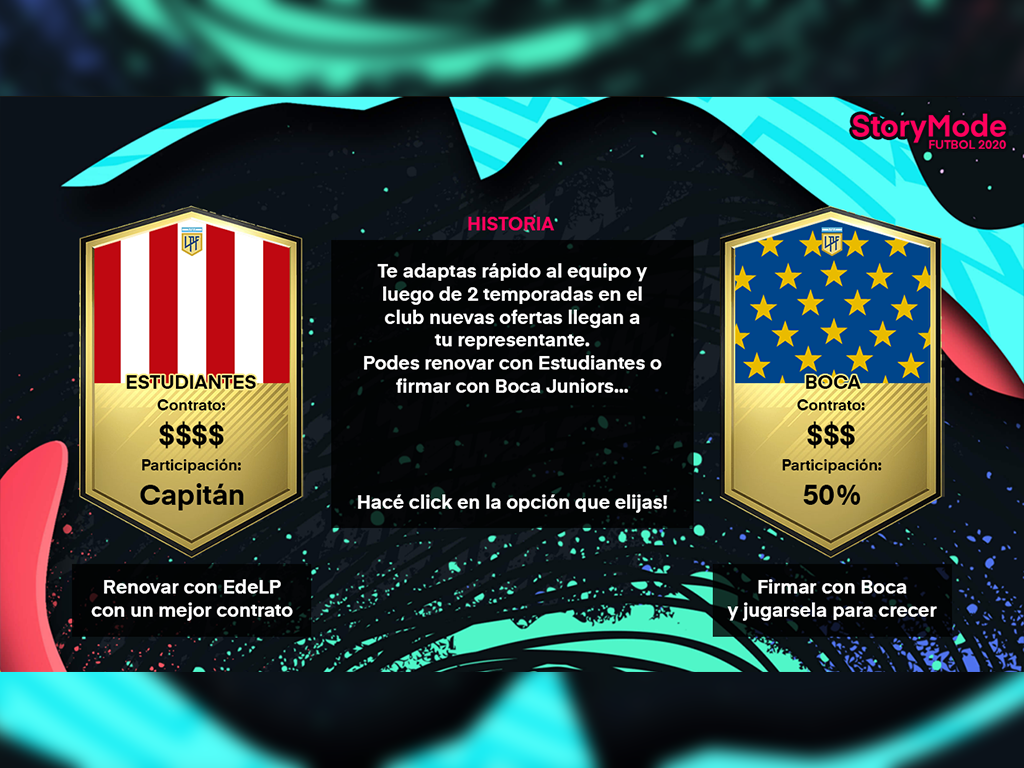 StoryMode
FUTBOL 2020
HISTORIA
Te adaptas rápido al equipo y
luego de 2 temporadas en el
club nuevas ofertas llegan a
tu representante.
Podes renovar con Estudiantes o
firmar con Boca Juniors...
Hacé click en la opción que elijas!
LPF
ESTUDIANTES
Contrato:
$$$$
Participación:
Capitán
Renovar con EdeLP
con un mejor contrato
LPF
BOCA
Contrato:
$$$
Participación:
50%
Firmar con Boca
y jugarsela para crecer